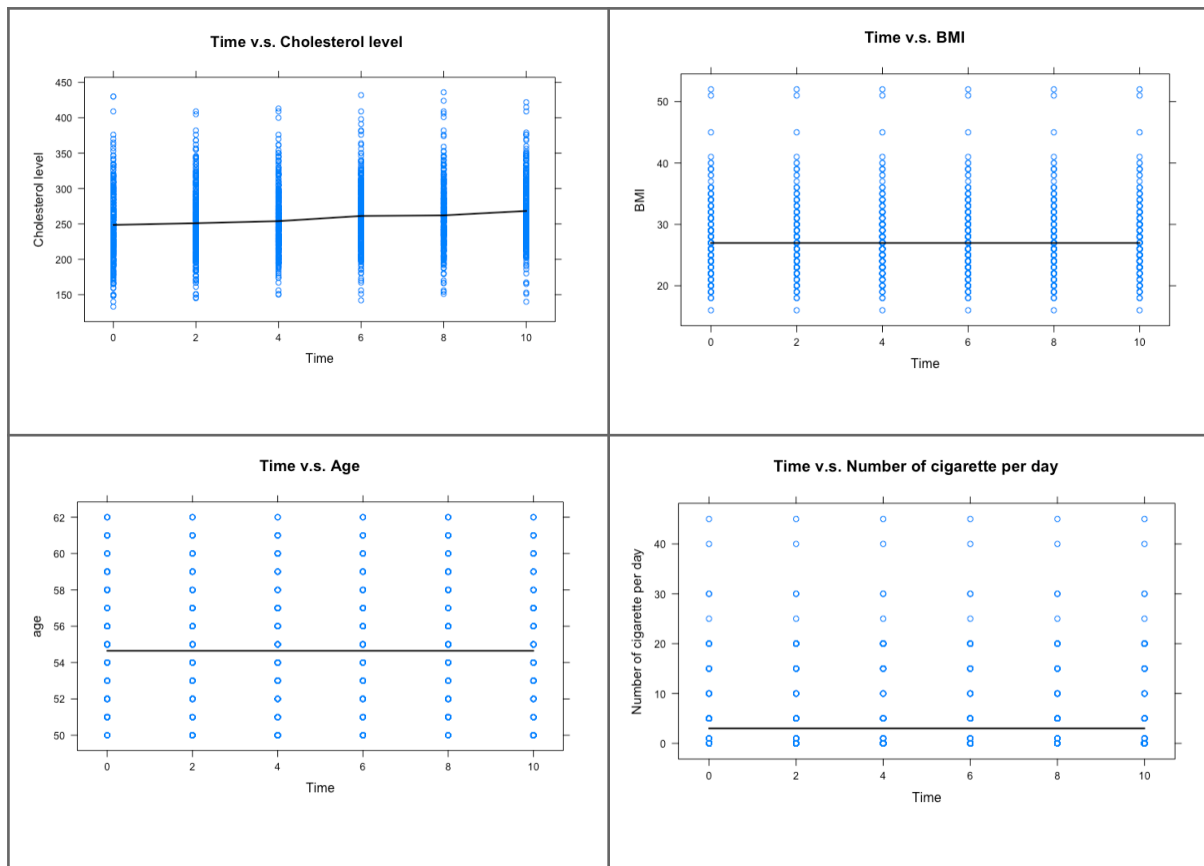 Time v.s. Cholesterol level
450
400
350
300
250
200
150
Cholesterol level
0 2 4 6 8 10
Time
Time v.s. BMI
50
40
30
20
BMI
0 2 4 6 8 10
Time
Time v.s. Age
62
60
58
56
54
52
50
age
0 2 4 6 8 10
Time
Time v.s. Number of cigarette per day
40
30
20
10
0
Number of cigarette per day
0 2 4 6 8 10
Time